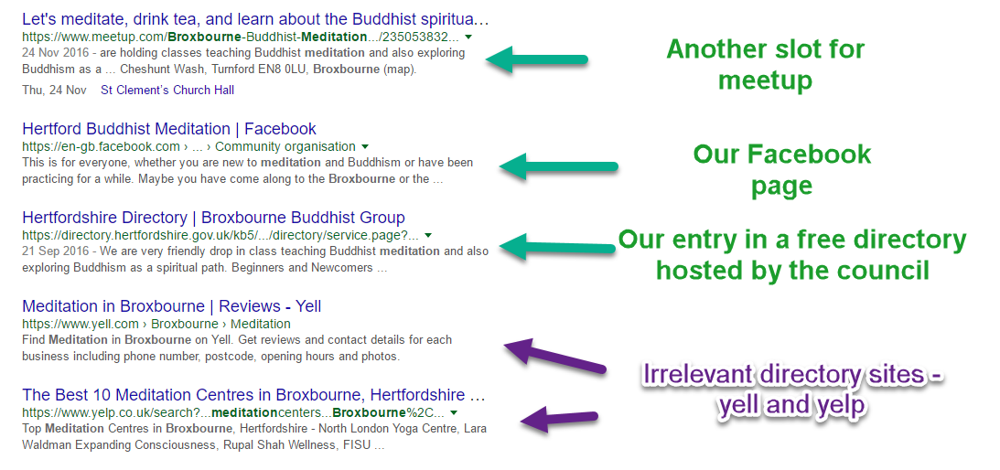 Let's meditate, drink tea, and learn about the Buddhist spiritua...
https://www.meetup.com/Broxbourne-Buddhist-Meditation.../235053832...
24 Nov 2016 - are holding classes teaching Buddhist meditation and also exploring
Buddhism as a ... Cheshunt Wash, Turnford EN8 0LU, Broxbourne (map).
Thu, 24 Nov St Clement's Church Hall
Another slot for
meetup
Hertford Buddhist Meditation | Facebook
https://en-gb.facebook.com › ... › Community organisation
This is for everyone, whether you are new to meditation and Buddhism or have been
practicing for a while. Maybe you have come along to the Broxbourne or the ...
Our Facebook
page
Hertfordshire Directory | Broxbourne Buddhist Group
https://directory.hertfordshire.gov.uk/kb5/.../directory/service.page?...
21 Sep 2016 - We are very friendly drop in class teaching Buddhist meditation and also
exploring Buddhism as a spiritual path. Beginners and Newcomers ...
Our entry in a free directory
hosted by the council
Meditation in Broxbourne | Reviews - Yell
https://www.yell.com › Broxbourne › Meditation
Find Meditation in Broxbourne on Yell. Get reviews and contact details for each
business including phone number, postcode, opening hours and photos.
Irrelevant directory sites -
yell and yelp
The Best 10 Meditation Centres in Broxbourne, Hertfordshire ...
https://www.yelp.co.uk/search?...meditationcenters...Broxbourne%2C...
Top Meditation Centres in Broxbourne, Hertfordshire - North London Yoga Centre, Lara
Waldman Expanding Consciousness, Rupal Shah Wellness, FISU ...